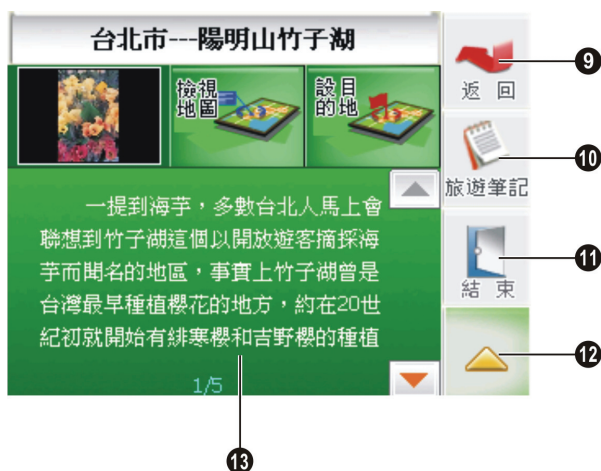 台北市---陽明山竹子湖
檢視
地圖
設目
的地
一提到海芋,多數台北人馬上會
聯想到竹子湖這個以開放遊客摘採海
芋而聞名的地區,事實上竹子湖曾是
台灣最早種植櫻花的地方,約在20世
紀初就開始有緋寒櫻和吉野櫻的種植
1/5
返 回
旅遊筆記
結 束
9
10
11
12
13